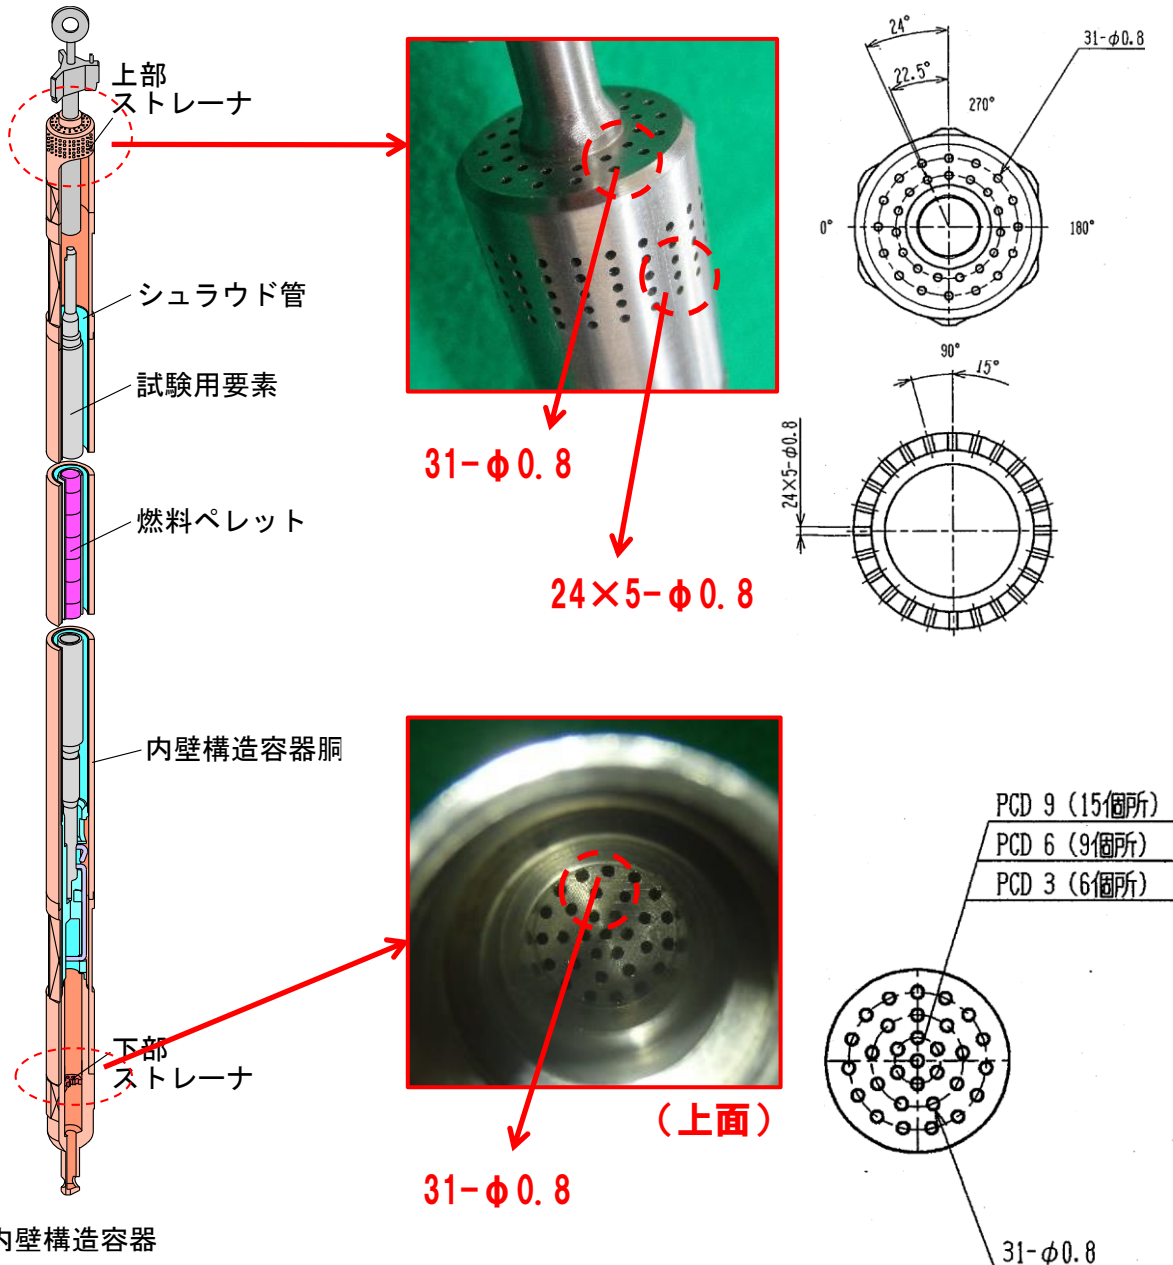 上部
ストレーナ
シュラウド管
試験用要素
燃料ペレット
内壁構造容器胴
下部
ストレーナ
内壁構造容器
31-φ0.8
24×5-φ0.8
(上面)
31-φ0.8
24°
22.5°
31-φ0.8
270°
0°
180°
90°
15°
24×5-φ0.8
PCD 9 (15個所)
PCD 6 (9個所)
PCD 3 (6個所)
31-φ0.8